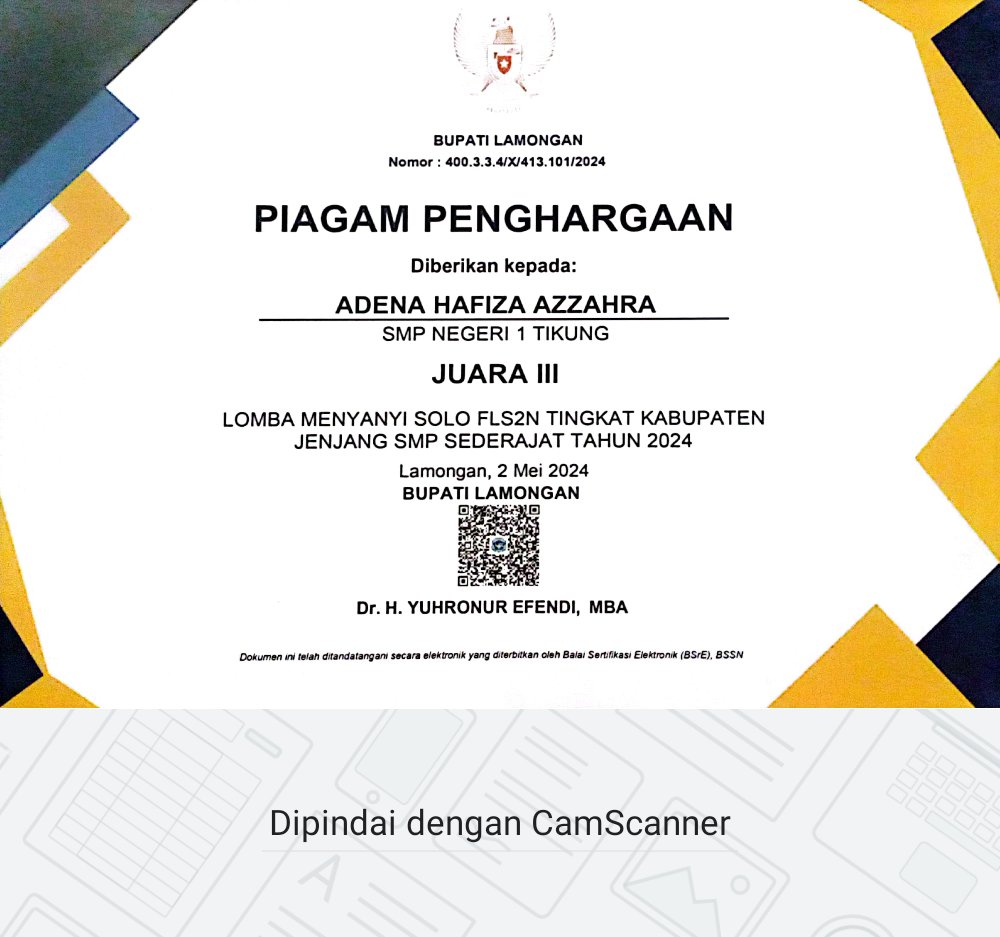 BUPATI LAMONGAN
Nomor : 400.3.3.4/X/413.101/2024
PIAGAM PENGHARGAAN
Diberikan kepada:
ADENA HAFIZA AZZAHRA
SMP NEGERI 1 TIKUNG
JUARA III
LOMBA MENYANYI SOLO FLS2N TINGKAT KABUPATEN
JENJANG SMP SEDERAJAT TAHUN 2024
Lamongan, 2 Mei 2024
BUPATI LAMONGAN
Dr. H. YUHRONUR EFENDI, MBA
Dokumen ini telah ditandatangani secara elektronik yang diterbitkan oleh Balai Sertifikasi Elektronik (BSrE), BSSN
Dipindai dengan CamScanner